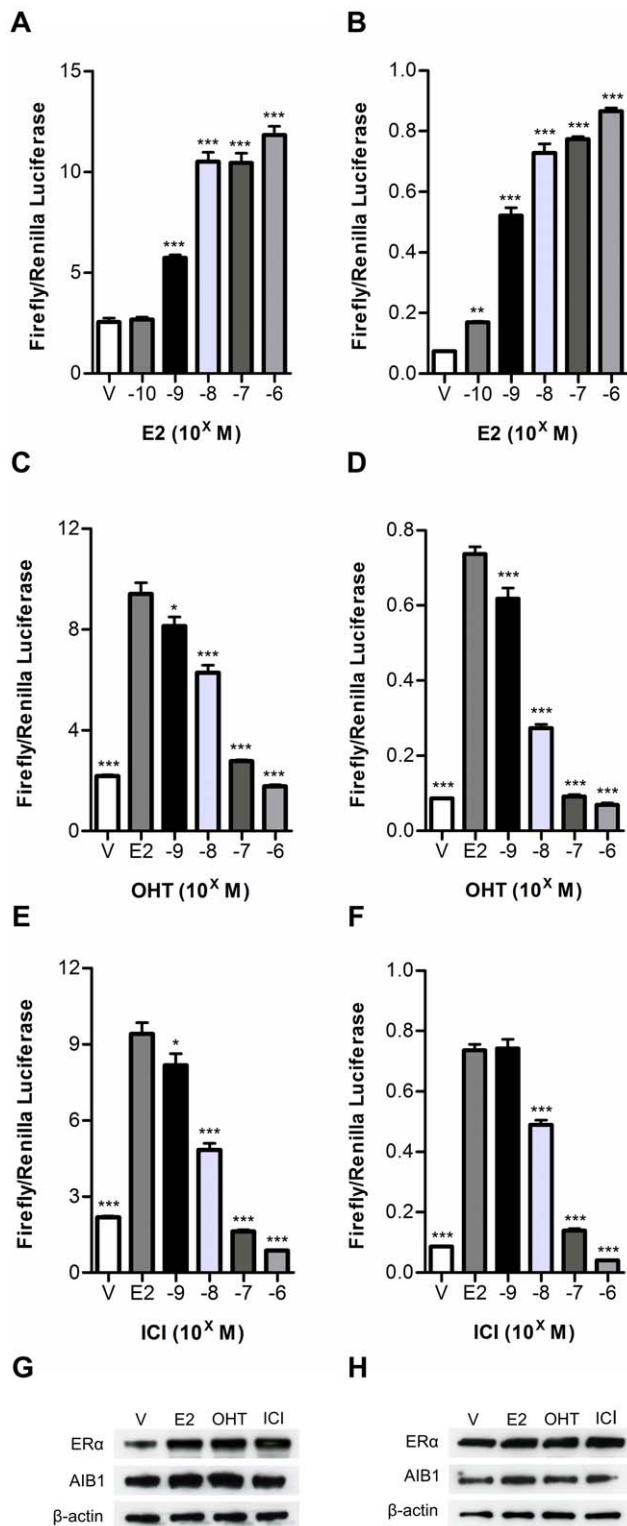 A
Firefly/Renilla Luciferase
15
10
5
0
***
***
***
***
V -10 -9 -8 -7 -6
E2 (10^X M)
B
Firefly/Renilla Luciferase
1.0
0.8
0.6
0.4
0.2
0.0
**
***
***
***
***
V -10 -9 -8 -7 -6
E2 (10^X M)
C
Firefly/Renilla Luciferase
12
9
6
3
0
***
*
***
***
***
V E2 -9 -8 -7 -6
OHT (10^X M)
D
Firefly/Renilla Luciferase
0.8
0.6
0.4
0.2
0.0
***
***
***
***
***
V E2 -9 -8 -7 -6
OHT (10^X M)
E
Firefly/Renilla Luciferase
12
9
6
3
0
***
*
***
***
***
V E2 -9 -8 -7 -6
ICI (10^X M)
F
Firefly/Renilla Luciferase
1.0
0.8
0.6
0.4
0.2
0.0
***
***
***
***
V E2 -9 -8 -7 -6
ICI (10^X M)
G
V E2 OHT ICI
ERα
AIB1
β-actin
H
V E2 OHT ICI
ERα
AIB1
β-actin